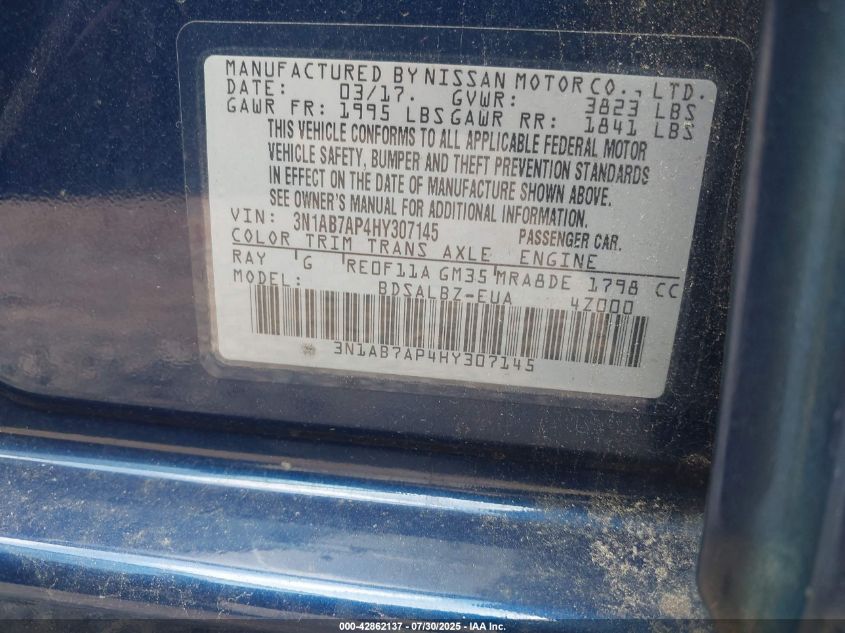 MANUFACTURED BY NISSAN MOTOR CO., LTD.
DATE: 03/17. GVWR: 3823 LBS
GAWR FR: 1995 LBS GAWR RR: 1841 LBS
THIS VEHICLE CONFORMS TO ALL APPLICABLE FEDERAL MOTOR
VEHICLE SAFETY, BUMPER AND THEFT PREVENTION STANDARDS
IN EFFECT ON THE DATE OF MANUFACTURE SHOWN ABOVE.
SEE OWNER'S MANUAL FOR ADDITIONAL INFORMATION.
VIN: 3N1AB7AP4HY307145 PASSENGER CAR.
COLOR TRIM TRANS AXLE ENGINE
RAY G RE0F11A GM35 MRA8DE 1798 CC
MODEL: BDSALBZ-EUA 4Z000
3N1AB7AP4HY307145
000-42862137 - 07/30/2025 - IAA Inc.